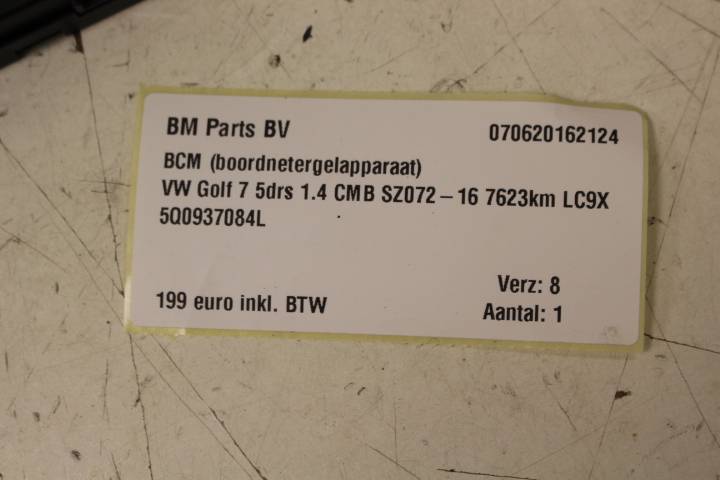 BM Parts BV 070620162124
BCM (boordnetergelapparaat)
VW Golf 7 5drs 1.4 CMB SZ072 – 16 7623km LC9X
5Q0937084L
Verz: 8
199 euro inkl. BTW Aantal: 1